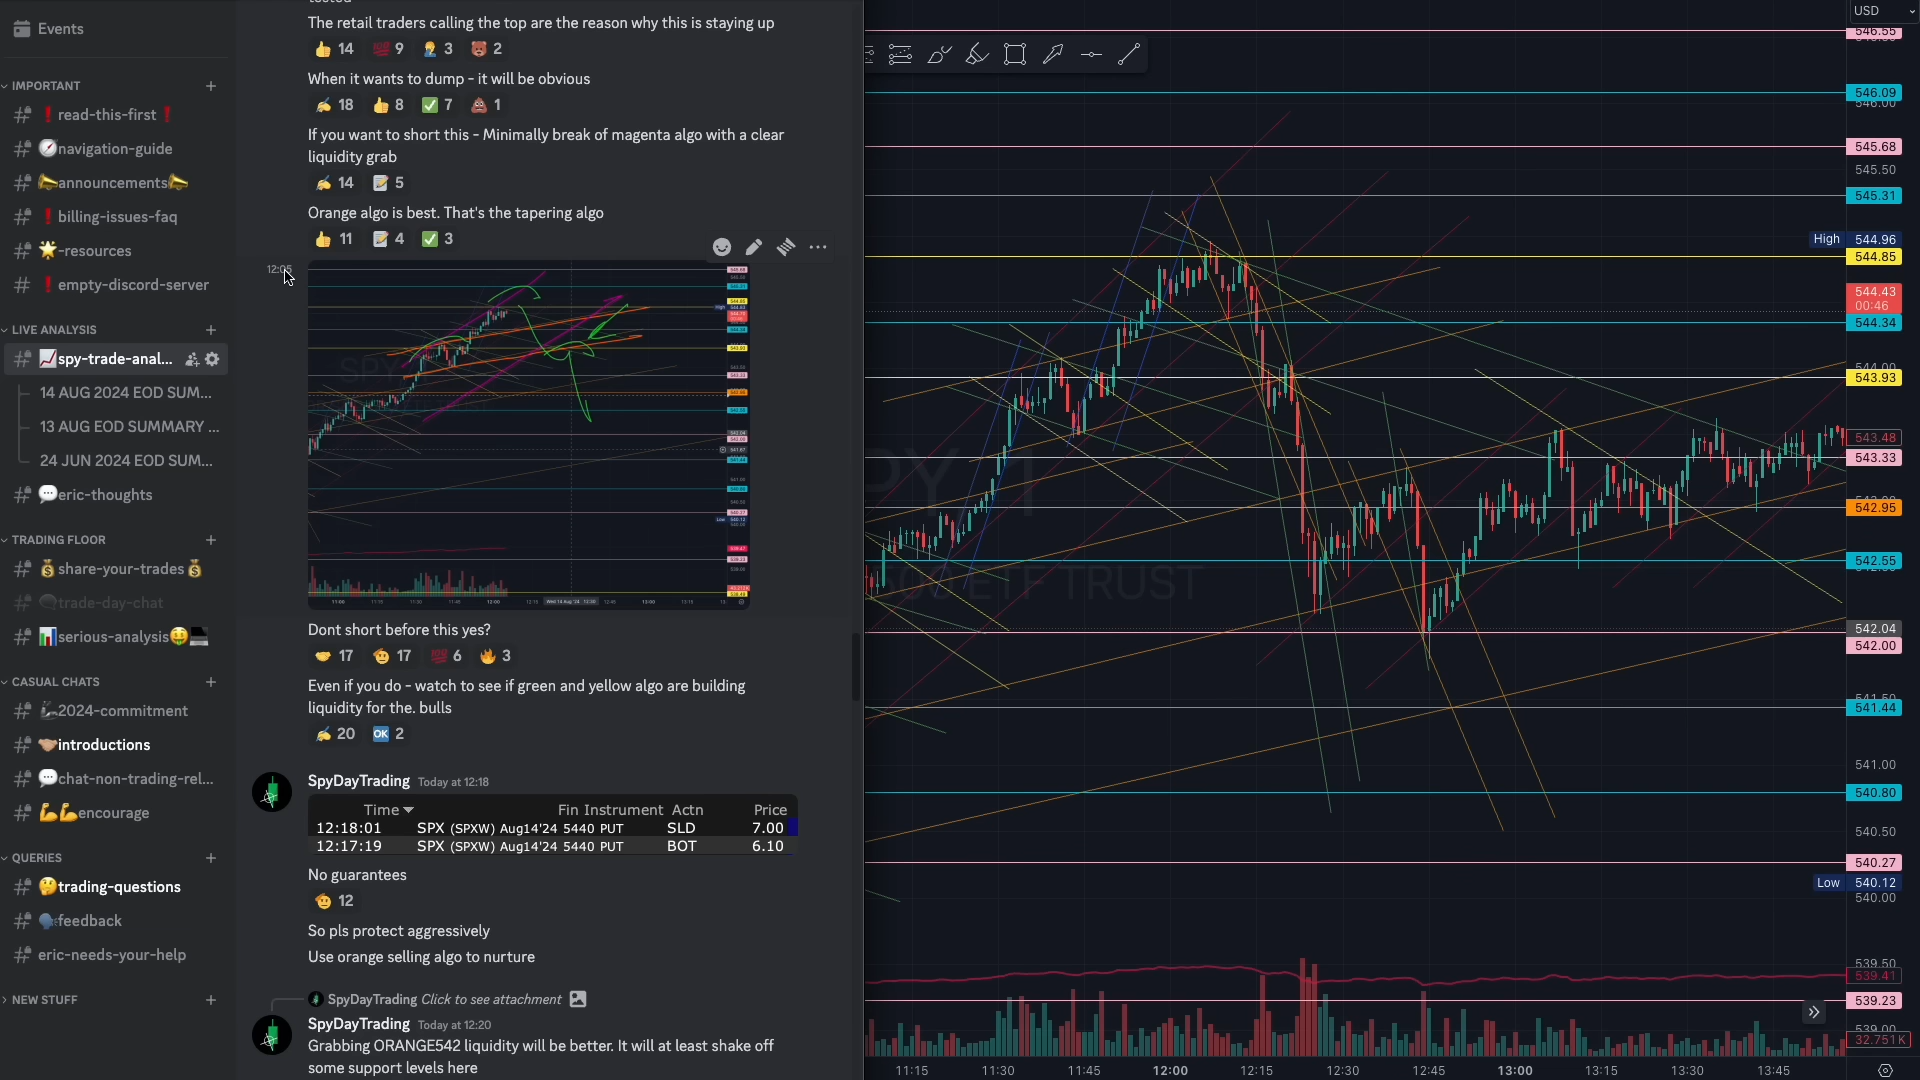 Events
IMPORTANT
read-this-first
navigation-guide
announcements
billing-issues-faq
-resources
empty-discord-server
LIVE ANALYSIS
spy-trade-anal...
14 AUG 2024 EOD SUM...
13 AUG EOD SUMMARY ...
24 JUN 2024 EOD SUM...
eric-thoughts
TRADING FLOOR
share-your-trades
trade-day-chat
serious-analysis
CASUAL CHATS
2024-commitment
introductions
chat-non-trading-rel...
encourage
QUERIES
trading-questions
feedback
eric-needs-your-help
NEW STUFF
The retail traders calling the top are the reason why this is staying up
14 9 3 2
When it wants to dump - it will be obvious
18 8 7 1
If you want to short this - Minimally break of magenta algo with a clear
liquidity grab
14 5
Orange algo is best. That's the tapering algo
11 4 3
12:05
Dont short before this yes?
17 17 6 3
Even if you do - watch to see if green and yellow algo are building
liquidity for the. bulls
20 OK 2
SpyDayTrading Today at 12:18
Time Fin Instrument Actn Price
12:18:01 SPX (SPXW) Aug14'24 5440 PUT SLD 7.00
12:17:19 SPX (SPXW) Aug14'24 5440 PUT BOT 6.10
No guarantees
12
So pls protect aggressively
Use orange selling algo to nurture
SpyDayTrading Click to see attachment
SpyDayTrading Today at 12:20
Grabbing ORANGE542 liquidity will be better. It will at least shake off
some support levels here
USD
546.55
546.09
546.00
545.68
545.50
545.31
High 544.96
544.85
544.43
00:46
544.34
544.00
543.93
543.48
543.33
542.95
542.55
542.04
542.00
541.50
541.44
541.00
540.80
540.50
540.27
Low 540.12
540.00
539.50
539.41
539.23
539.00
32.751K
ETF TRUST
11:15 11:30 11:45 12:00 12:15 12:30 12:45 13:00 13:15 13:30 13:45